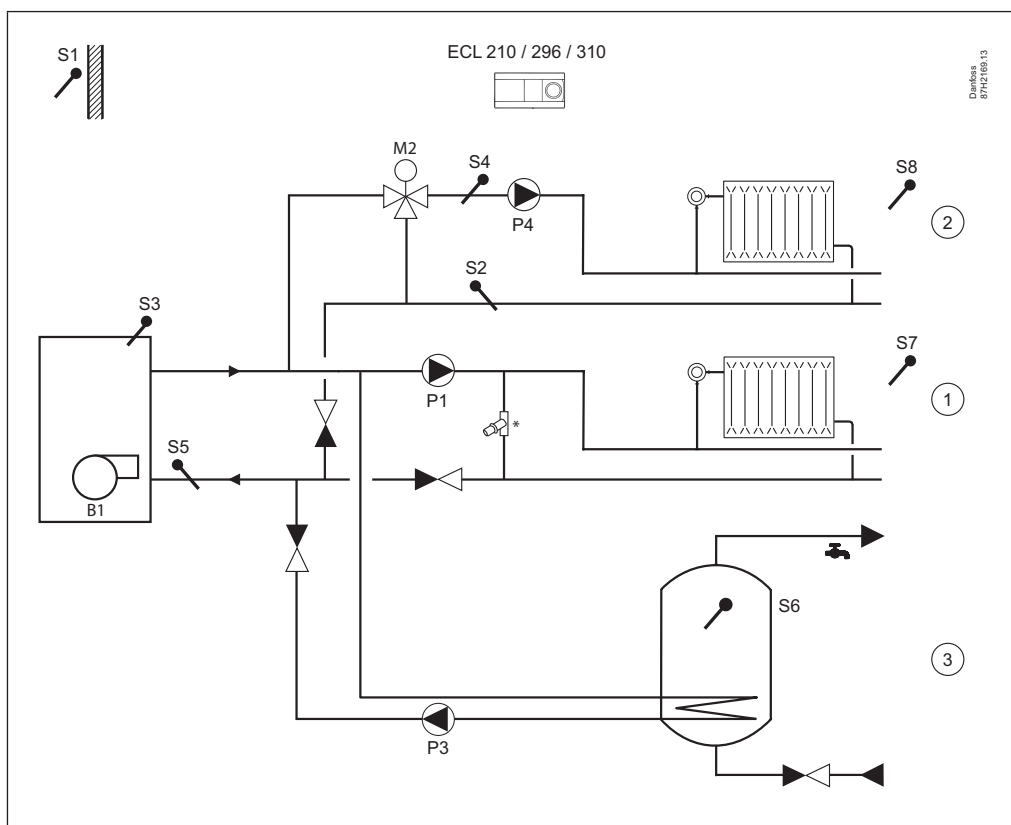 S1
ECL 210 / 296 / 310
Danfoss
87H2169.13
M2
S4
S8
P4
2
S2
S3
S7
P1
1
*
S5
B1
S6
3
P3